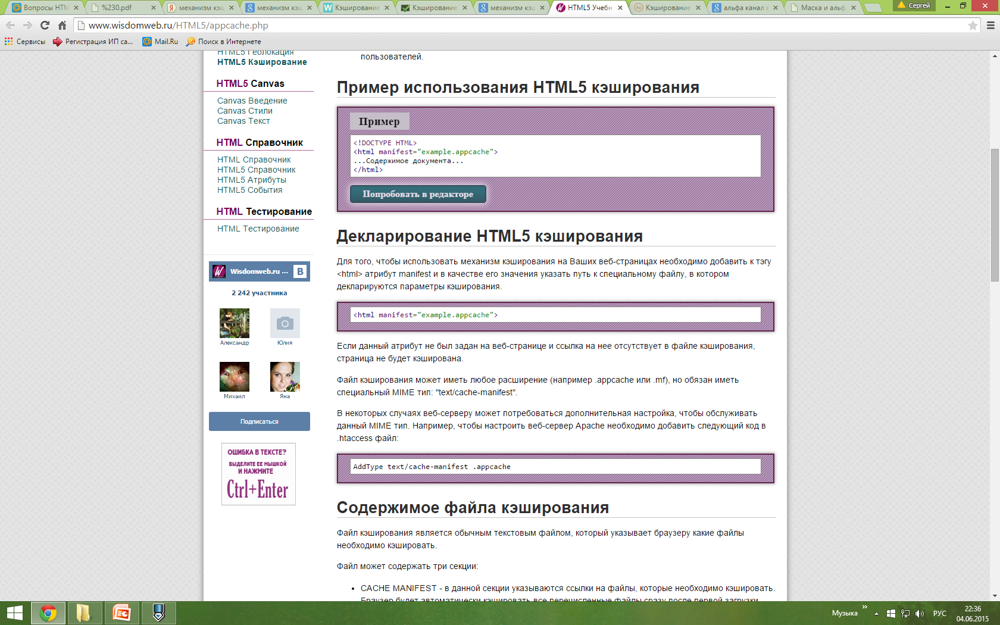 Вопросы HTM
%230.pdf
механизм кэш
механизм кэш
Кэширование
Кэширование
механизм кэш
HTML5 Учебн
Кэширование
альфа канал в
Маска и альф
Сергей
www.wisdomweb.ru/HTML5/appcache.php
Сервисы
Регистрация ИП са...
Mail.Ru
Поиск в Интернете
HTML5 Геолокация
HTML5 Кэширование
HTML5 Canvas
Canvas Введение
Canvas Стили
Canvas Текст
HTML Справочник
HTML Справочник
HTML5 Справочник
HTML5 Атрибуты
HTML5 События
HTML Тестирование
HTML Тестирование
Wisdomweb.ru ...
B
2 242 участника
Александр
Юлия
Михаил
Яна
Подписаться
ОШИБКА В ТЕКСТЕ?
ВЫДЕЛИТЕ ЕЕ МЫШКОЙ
И НАЖМИТЕ
Ctrl+Enter
пользователей.
Пример использования HTML5 кэширования
Пример
<!DOCTYPE HTML>
<html manifest="example.appcache">
...Содержимое документа...
</html>
Попробовать в редакторе
Декларирование HTML5 кэширования
Для того, чтобы использовать механизм кэширования на Ваших веб-страницах необходимо добавить к тэгу
<html> атрибут manifest и в качестве его значения указать путь к специальному файлу, в котором
декларируются параметры кэширования.
<html manifest="example.appcache">
Если данный атрибут не был задан на веб-странице и ссылка на нее отсутствует в файле кэширования,
страница не будет кэширована.
Файл кэширования может иметь любое расширение (например .appcache или .mf), но обязан иметь
специальный MIME тип: "text/cache-manifest".
В некоторых случаях веб-серверу может потребоваться дополнительная настройка, чтобы обслуживать
данный MIME тип. Например, чтобы настроить веб-сервер Apache необходимо добавить следующий код в
.htaccess файл:
AddType text/cache-manifest .appcache
Содержимое файла кэширования
Файл кэширования является обычным текстовым файлом, который указывает браузеру какие файлы
необходимо кэшировать.
Файл может содержать три секции:
• CACHE MANIFEST - в данной секции указываются ссылки на файлы, которые необходимо кэшировать.
Браузер будет автоматически кэшировать все перечисленные файлы сразу после первой загрузки
Музыка
РУС
22:36
04.06.2015